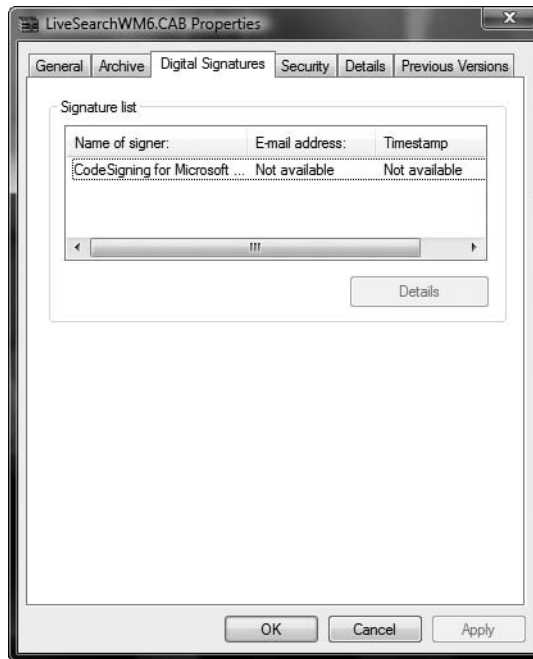 LiveSearchWM6.CAB Properties
General Archive Digital Signatures Security Details Previous Versions
Signature list
Name of signer: E-mail address: Timestamp
CodeSigning for Microsoft ... Not available Not available
Details
OK Cancel Apply